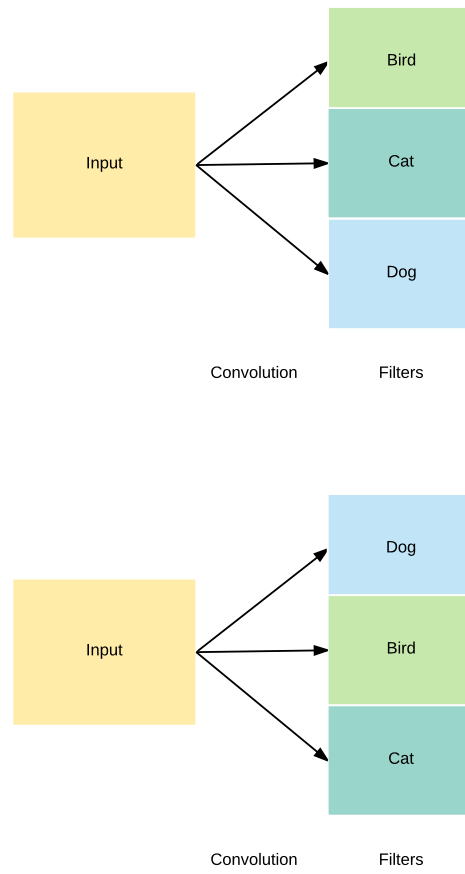 Bird
Input
Cat
Dog
Convolution Filters
Dog
Input
Bird
Cat
Convolution Filters